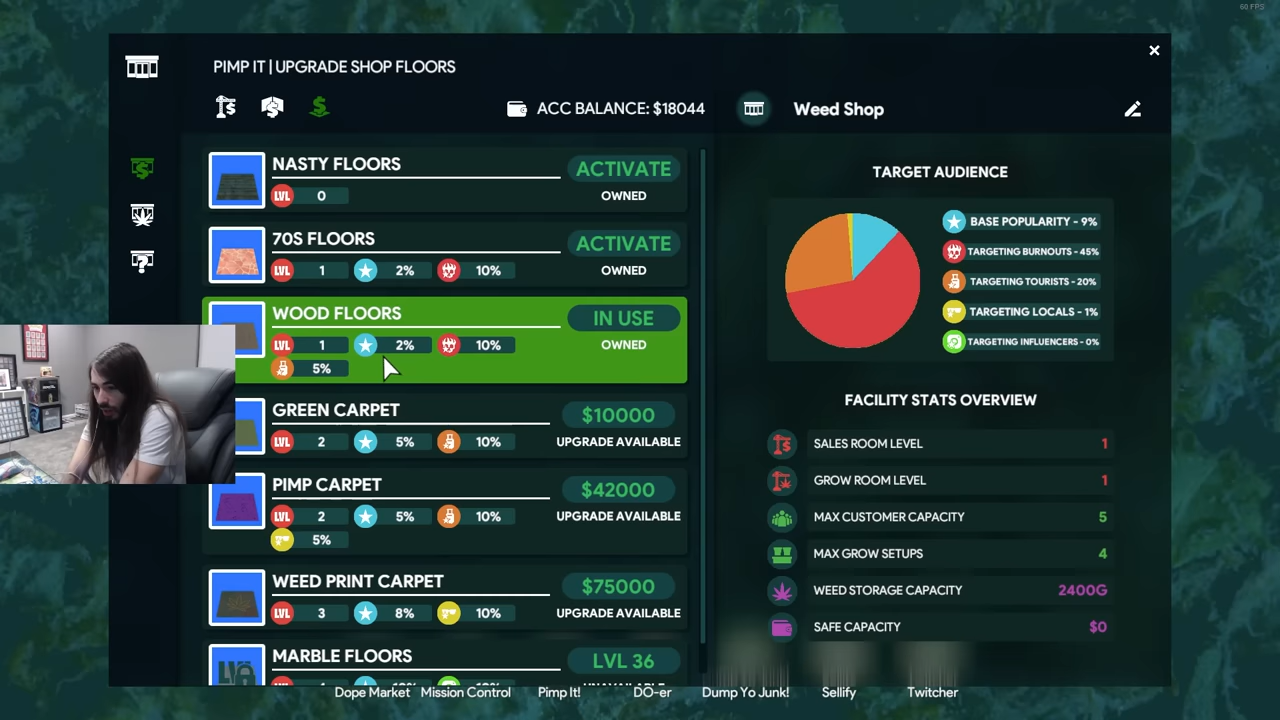 60 FPS
PIMP IT | UPGRADE SHOP FLOORS
ACC BALANCE: $18044
Weed Shop
NASTY FLOORS
ACTIVATE
LVL 0
OWNED
70S FLOORS
ACTIVATE
LVL 1 2% 10%
OWNED
WOOD FLOORS
IN USE
LVL 1 2% 10%
OWNED
5%
GREEN CARPET
$10000
LVL 2 5% 10%
UPGRADE AVAILABLE
PIMP CARPET
$42000
LVL 2 5% 10%
UPGRADE AVAILABLE
5%
WEED PRINT CARPET
$75000
LVL 3 8% 10%
UPGRADE AVAILABLE
MARBLE FLOORS
LVL 36
TARGET AUDIENCE
BASE POPULARITY - 9%
TARGETING BURNOUTS - 45%
TARGETING TOURISTS - 20%
TARGETING LOCALS - 1%
TARGETING INFLUENCERS - 0%
FACILITY STATS OVERVIEW
SALES ROOM LEVEL 1
GROW ROOM LEVEL 1
MAX CUSTOMER CAPACITY 5
MAX GROW SETUPS 4
WEED STORAGE CAPACITY 2400G
SAFE CAPACITY $0
Dope Market Mission Control Pimp It! DO-er Dump Yo Junk! Sellify Twitcher